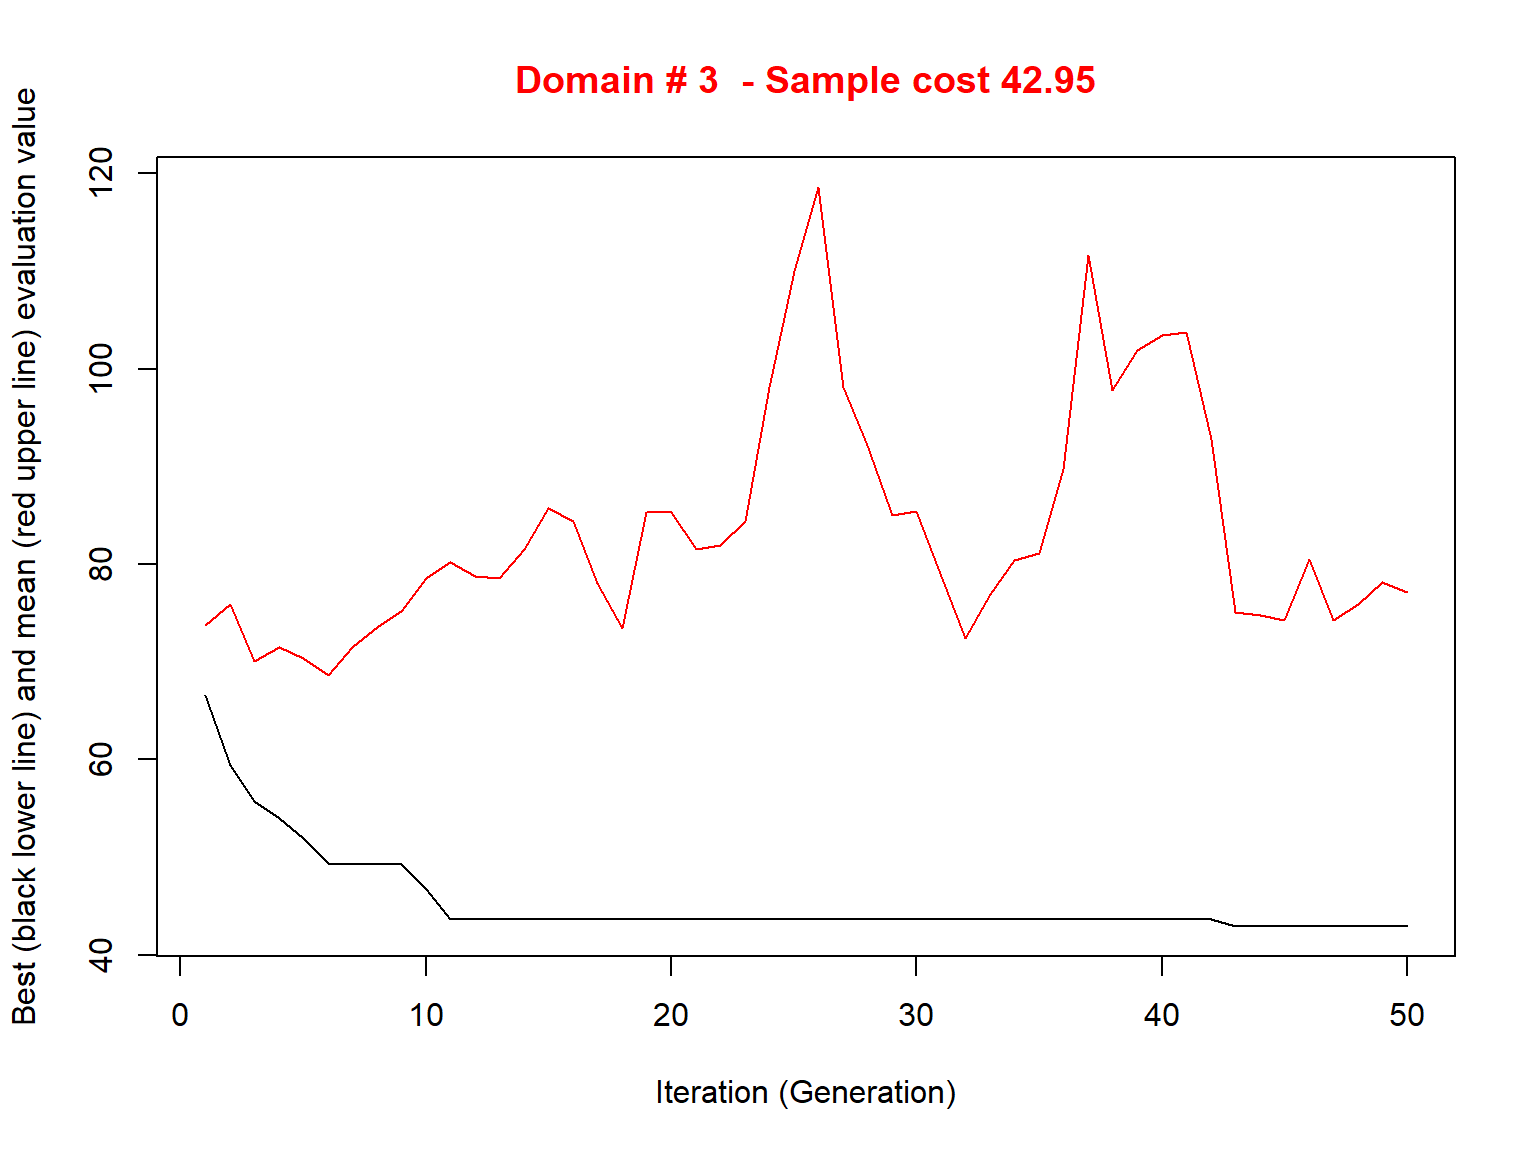 Domain # 3  - Sample cost 42.95
Best (black lower line) and mean (red upper line) evaluation value
120
100
80
60
40
0 10 20 30 40 50
Iteration (Generation)